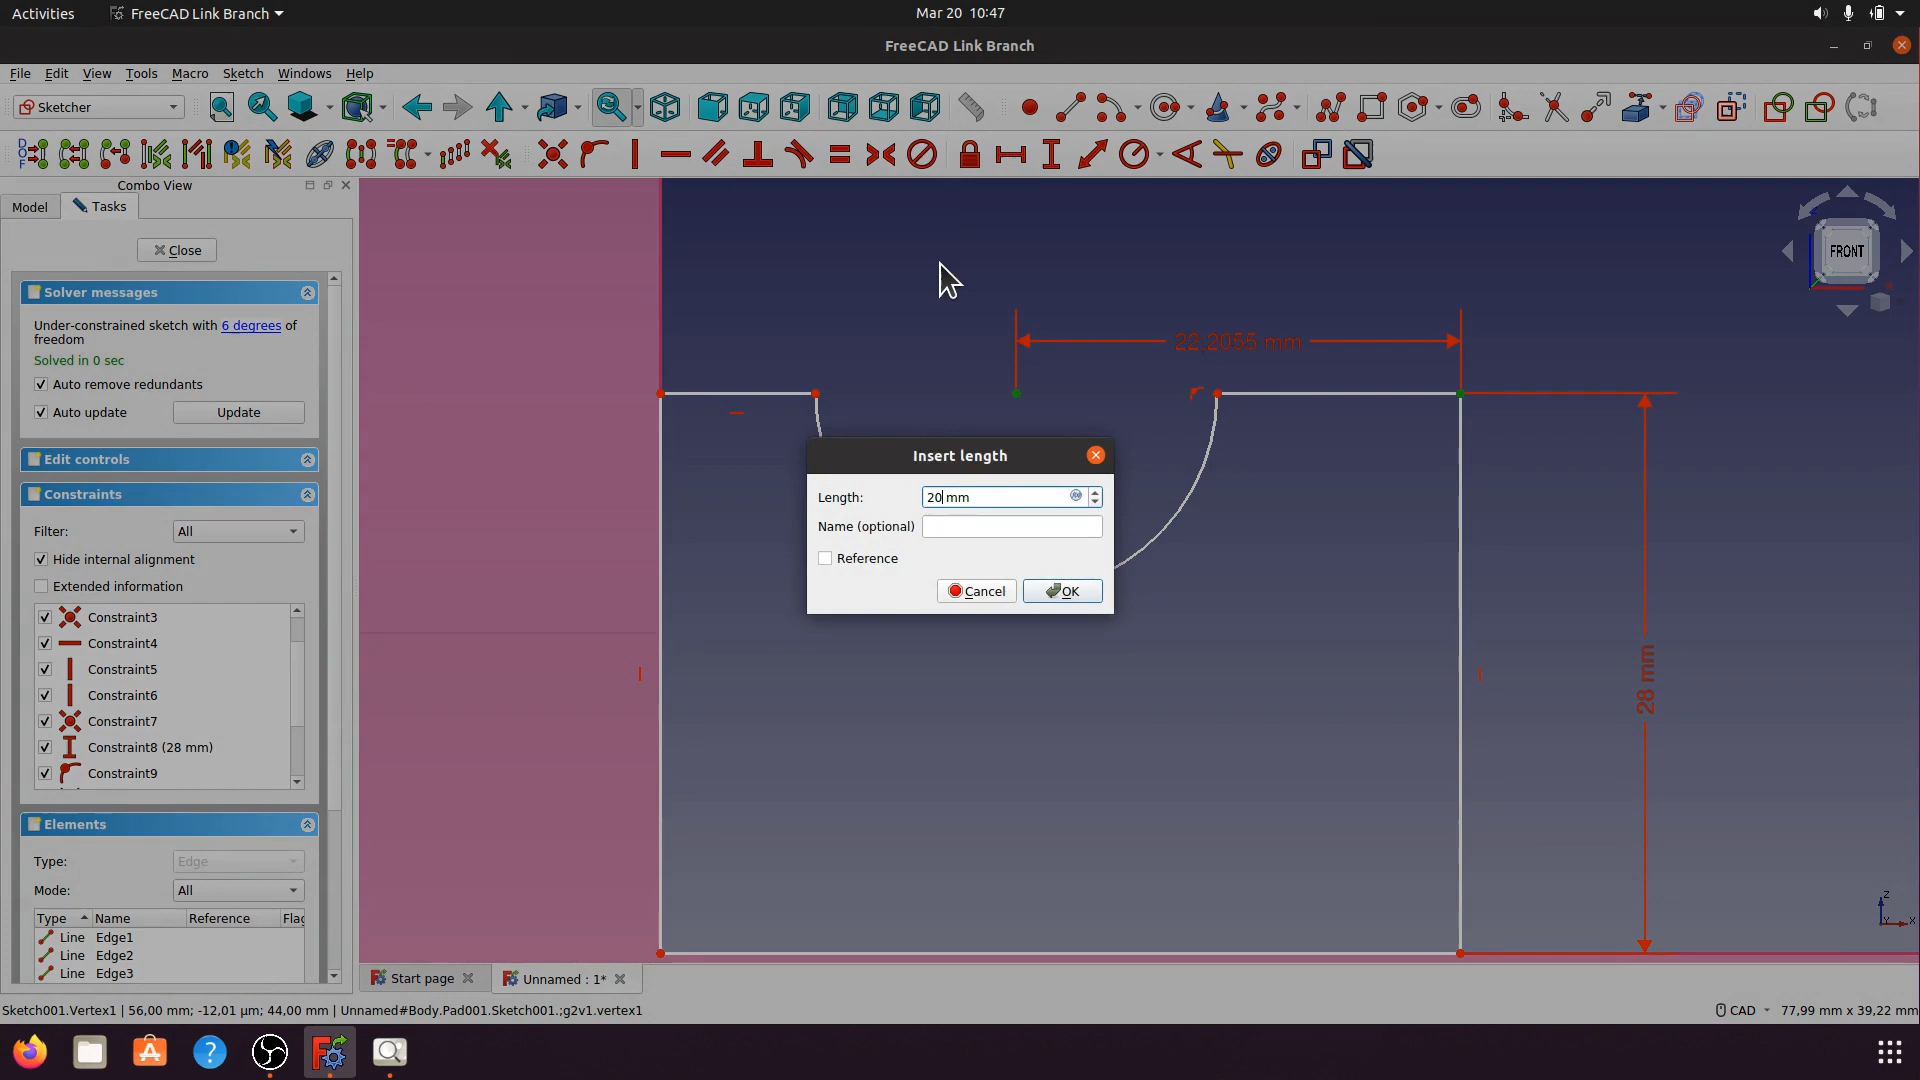 Activities
FreeCAD Link Branch
Mar 20 10:47
FreeCAD Link Branch
File Edit View Tools Macro Sketch Windows Help
Sketcher
Combo View
Model
Tasks
Close
Solver messages
Under-constrained sketch with 6 degrees of
freedom
Solved in 0 sec
Auto remove redundants
Auto update
Update
Edit controls
Constraints
Filter:
All
Hide internal alignment
Extended information
Constraint3
Constraint4
Constraint5
Constraint6
Constraint7
Constraint8 (28 mm)
Constraint9
Elements
Type:
Edge
Mode:
All
Type Name Reference Flag
Line Edge1
Line Edge2
Line Edge3
FRONT
22,2055 mm
28 mm
Insert length
Length:
20 mm
Name (optional)
Reference
Cancel
OK
Z
Y
X
Start page
Unnamed : 1*
Sketch001.Vertex1 | 56,00 mm; -12,01 µm; 44,00 mm | Unnamed#Body.Pad001.Sketch001.;g2v1.vertex1
CAD
77,99 mm x 39,22 mm